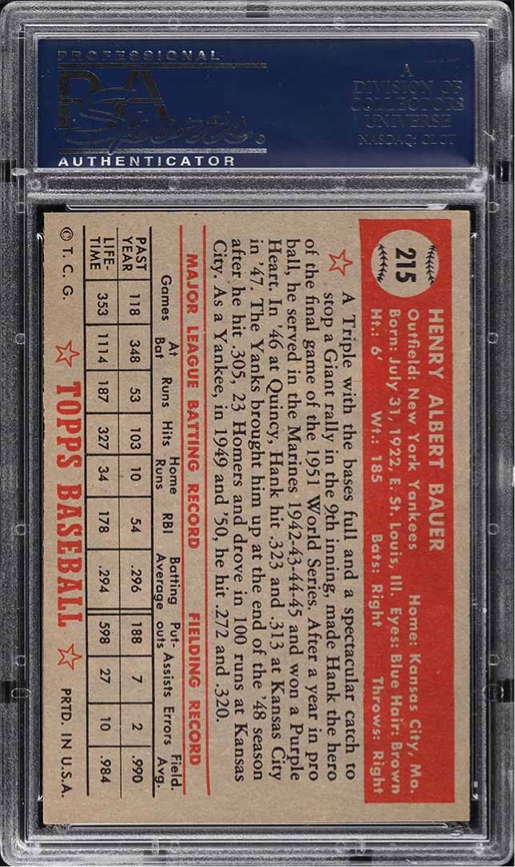 PROFESSIONAL
PSA
Sports
AUTHENTICATOR
A
DIVISION OF
COLLECTORS
UNIVERSE
NASDAQ: CLCT
215
HENRY ALBERT BAUER
Outfield: New York Yankees Home: Kansas City, Mo.
Born: July 31, 1922, E. St. Louis, Ill. Eyes: Blue Hair: Brown
Ht.: 6' Wt.: 185 Bats: Right Throws: Right
A Triple with the bases full and a spectacular catch to
stop a Giant rally in the 9th inning, made Hank the hero
of the final game of the 1951 World Series. After a year in pro
ball, he served in the Marines 1942-43-44-45 and won a Purple
Heart. In '46 at Quincy, Hank hit .323 and .313 at Kansas City
in '47. The Yanks brought him up at the end of the '48 season
after he hit .305, 23 Homers and drove in 100 runs at Kansas
City. As a Yankee, in 1949 and '50, he hit .272 and .320.
MAJOR LEAGUE BATTING RECORD FIELDING RECORD
Games At Bat Runs Hits Home Runs RBI Batting Average Put-outs Assists Errors Field. Avg.
PAST YEAR 118 348 53 103 10 54 .296 188 7 2 .990
LIFE-TIME 353 1114 187 327 34 178 .294 598 27 10 .984
© T. C. G. TOPPS BASEBALL PRTD. IN U.S.A.